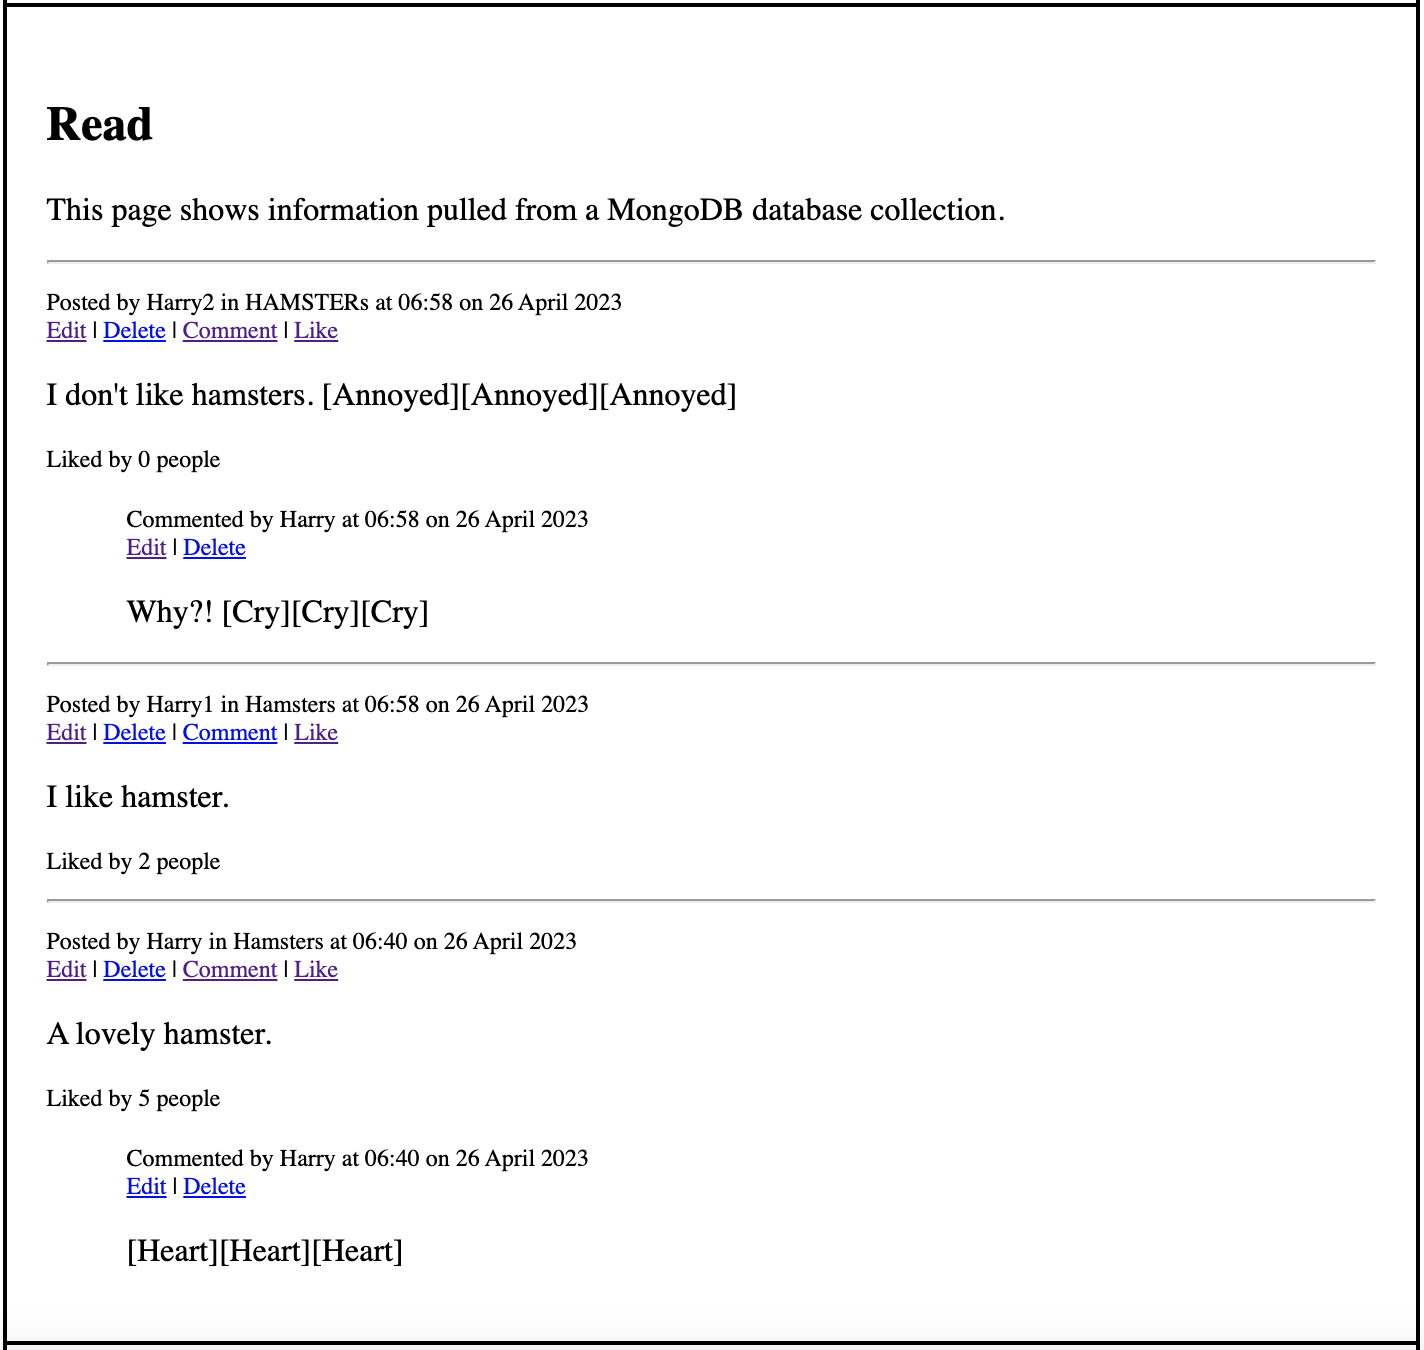 Read
This page shows information pulled from a MongoDB database collection.
Posted by Harry2 in HAMSTERs at 06:58 on 26 April 2023
Edit | Delete | Comment | Like
I don't like hamsters. [Annoyed][Annoyed][Annoyed]
Liked by 0 people
Commented by Harry at 06:58 on 26 April 2023
Edit | Delete
Why?! [Cry][Cry][Cry]
Posted by Harry1 in Hamsters at 06:58 on 26 April 2023
Edit | Delete | Comment | Like
I like hamster.
Liked by 2 people
Posted by Harry in Hamsters at 06:40 on 26 April 2023
Edit | Delete | Comment | Like
A lovely hamster.
Liked by 5 people
Commented by Harry at 06:40 on 26 April 2023
Edit | Delete
[Heart][Heart][Heart]